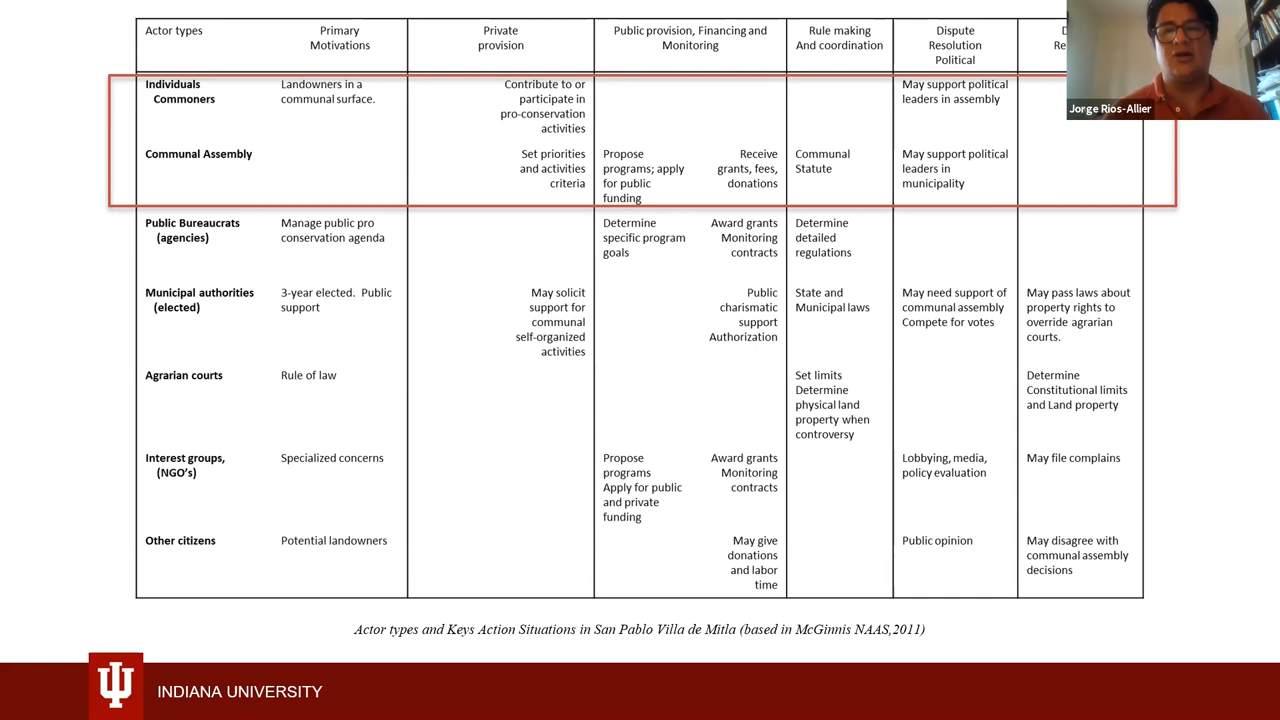 Actor types
Primary
Motivations
Private
provision
Public provision, Financing and
Monitoring
Rule making
And coordination
Dispute
Resolution
Political
Individuals
Commoners
Landowners in a
communal surface.
Contribute to or
participate in
pro-conservation
activities
May support political
leaders in assembly
Communal Assembly
Set priorities
and activities
criteria
Propose
programs; apply
for public
funding
Receive
grants, fees,
donations
Communal
Statute
May support political
leaders in
municipality
Public Bureaucrats
(agencies)
Manage public pro
conservation agenda
Determine
specific program
goals
Award grants
Monitoring
contracts
Determine
detailed
regulations
Municipal authorities
(elected)
3-year elected. Public
support
May solicit
support for
communal
self-organized
activities
Public
charismatic
support
Authorization
State and
Municipal laws
May need support of
communal assembly
Compete for votes
May pass laws about
property rights to
override agrarian
courts.
Agrarian courts
Rule of law
Set limits
Determine
physical land
property when
controversy
Determine
Constitutional limits
and Land property
Interest groups,
(NGO's)
Specialized concerns
Propose
programs
Apply for public
and private
funding
Award grants
Monitoring
contracts
Lobbying, media,
policy evaluation
May file complains
Other citizens
Potential landowners
May give
donations
and labor
time
Public opinion
May disagree with
communal assembly
decisions
Jorge Rios-Allier
Actor types and Keys Action Situations in San Pablo Villa de Mitla (based in McGinnis NAAS,2011)
INDIANA UNIVERSITY